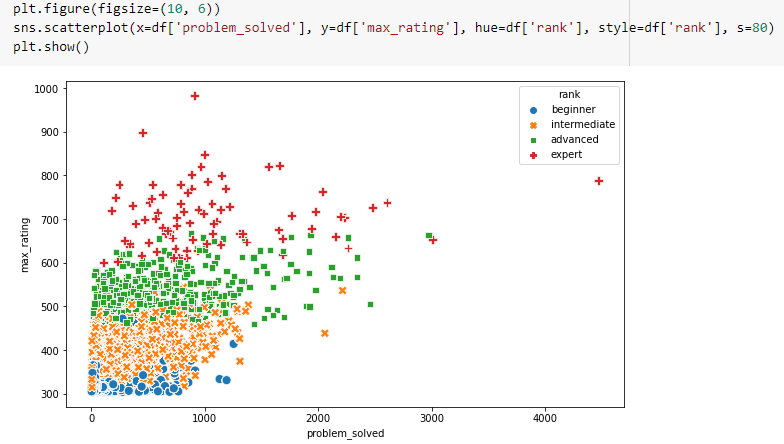 plt.figure(figsize=(10, 6))
sns.scatterplot(x=df['problem_solved'], y=df['max_rating'], hue=df['rank'], style=df['rank'], s=80)
plt.show()
rank
beginner
intermediate
advanced
expert
1000
900
800
700
600
500
400
300
max_rating
0 1000 2000 3000 4000
problem_solved